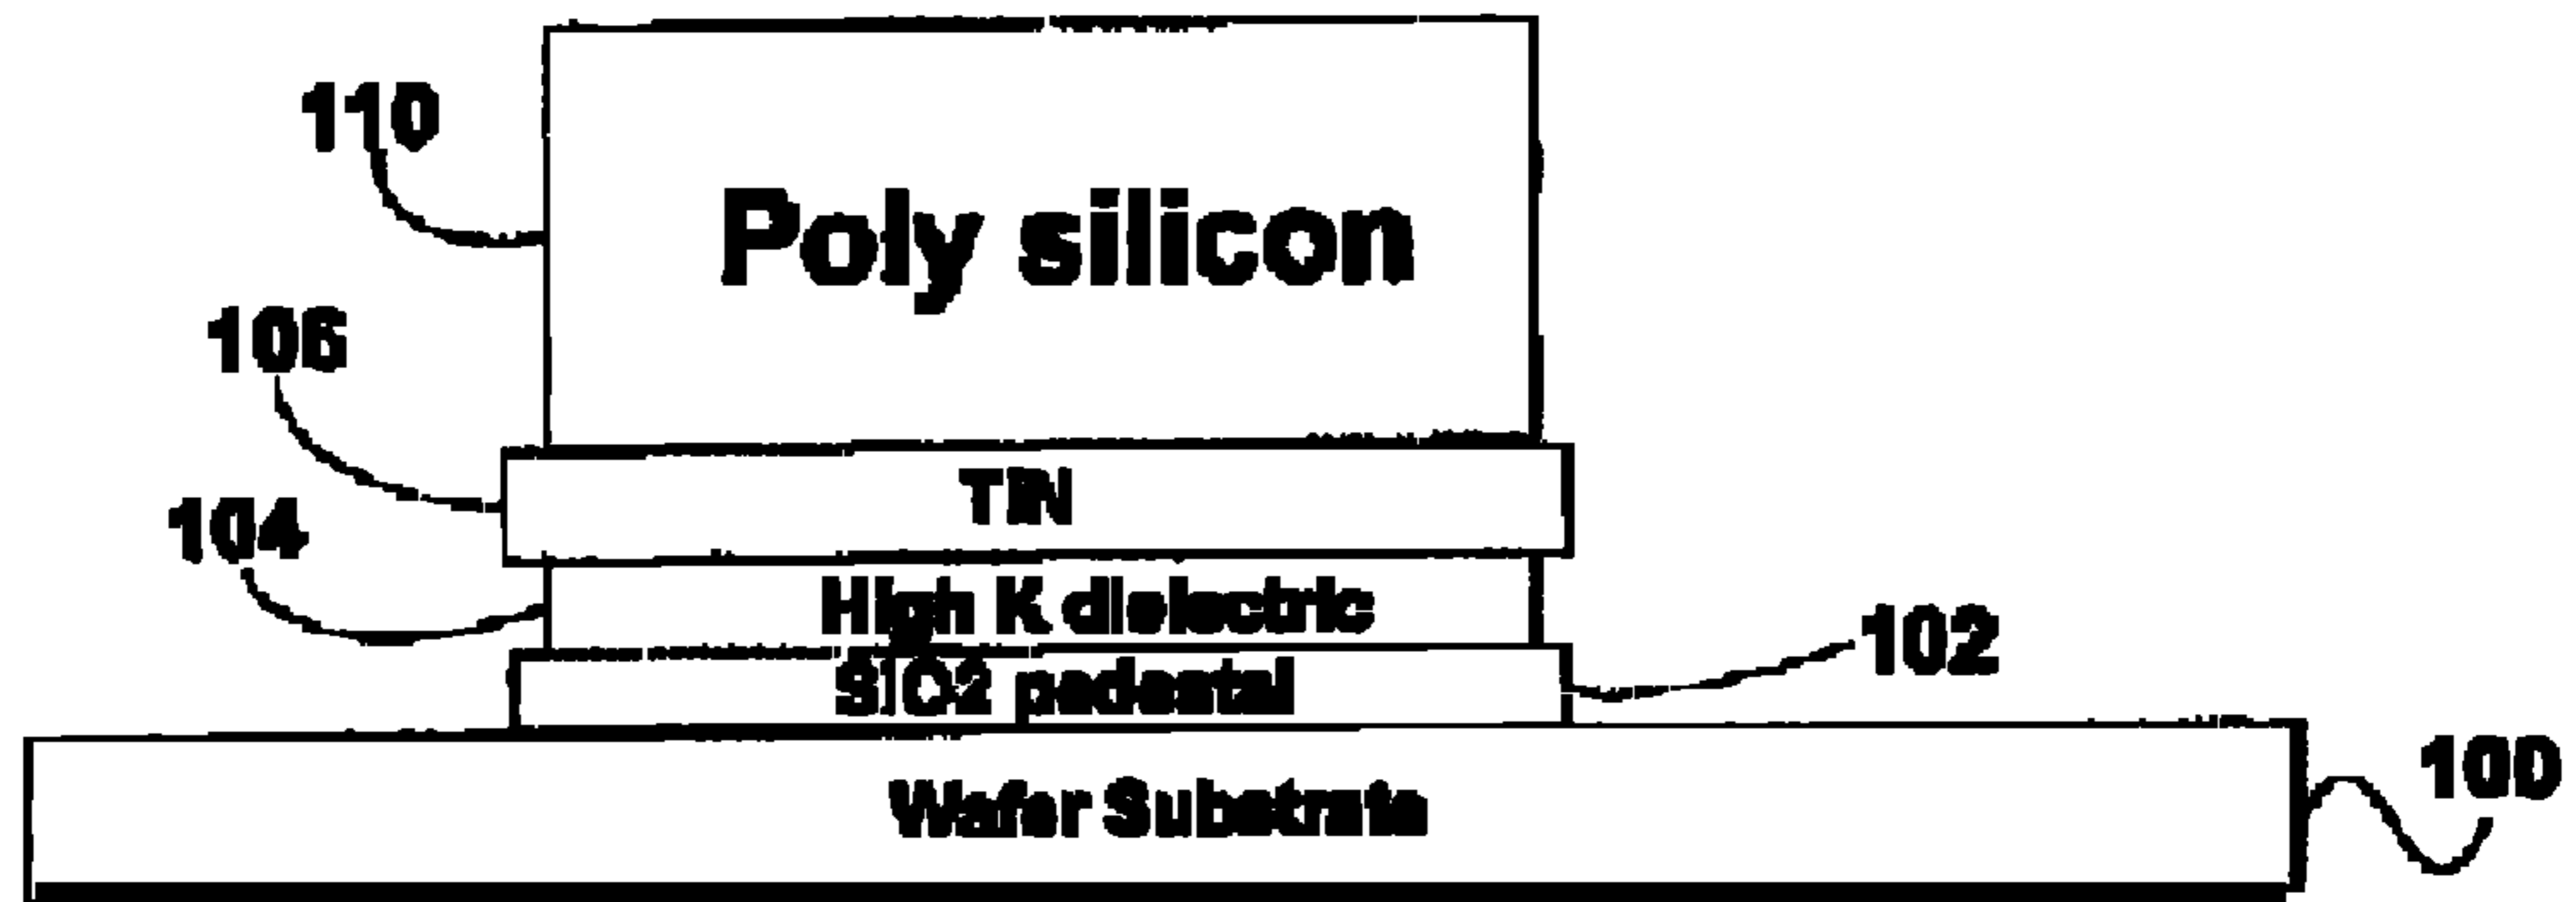 110
Poly silicon
106
TiN
104
High K dielectric
102
SiO2 pedestal
100
Wafer Substrate